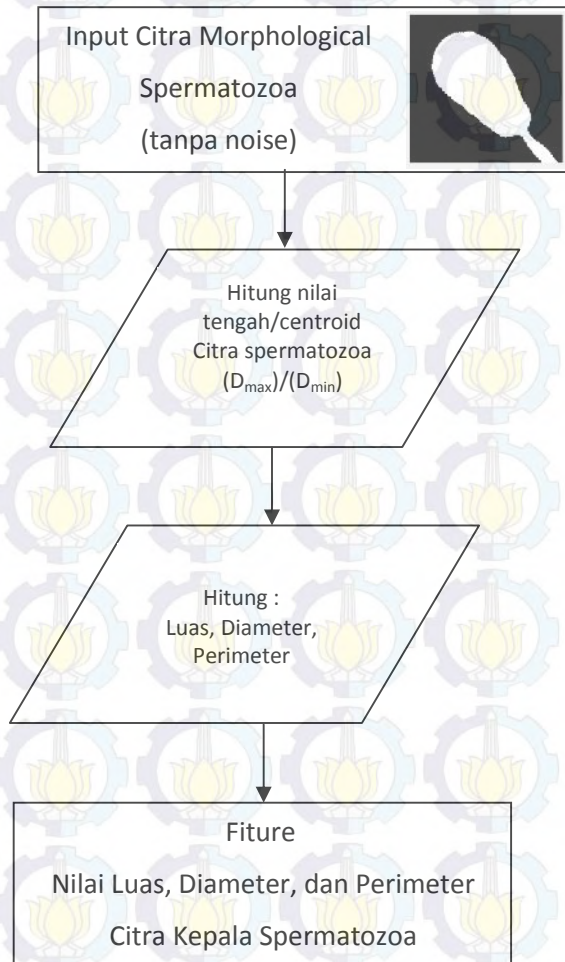 Input Citra Morphological
Spermatozoa
(tanpa noise)
Hitung nilai
tengah/centroid
Citra spermatozoa
(Dmax)/(Dmin)
Hitung :
Luas, Diameter,
Perimeter
Fiture
Nilai Luas, Diameter, dan Perimeter
Citra Kepala Spermatozoa